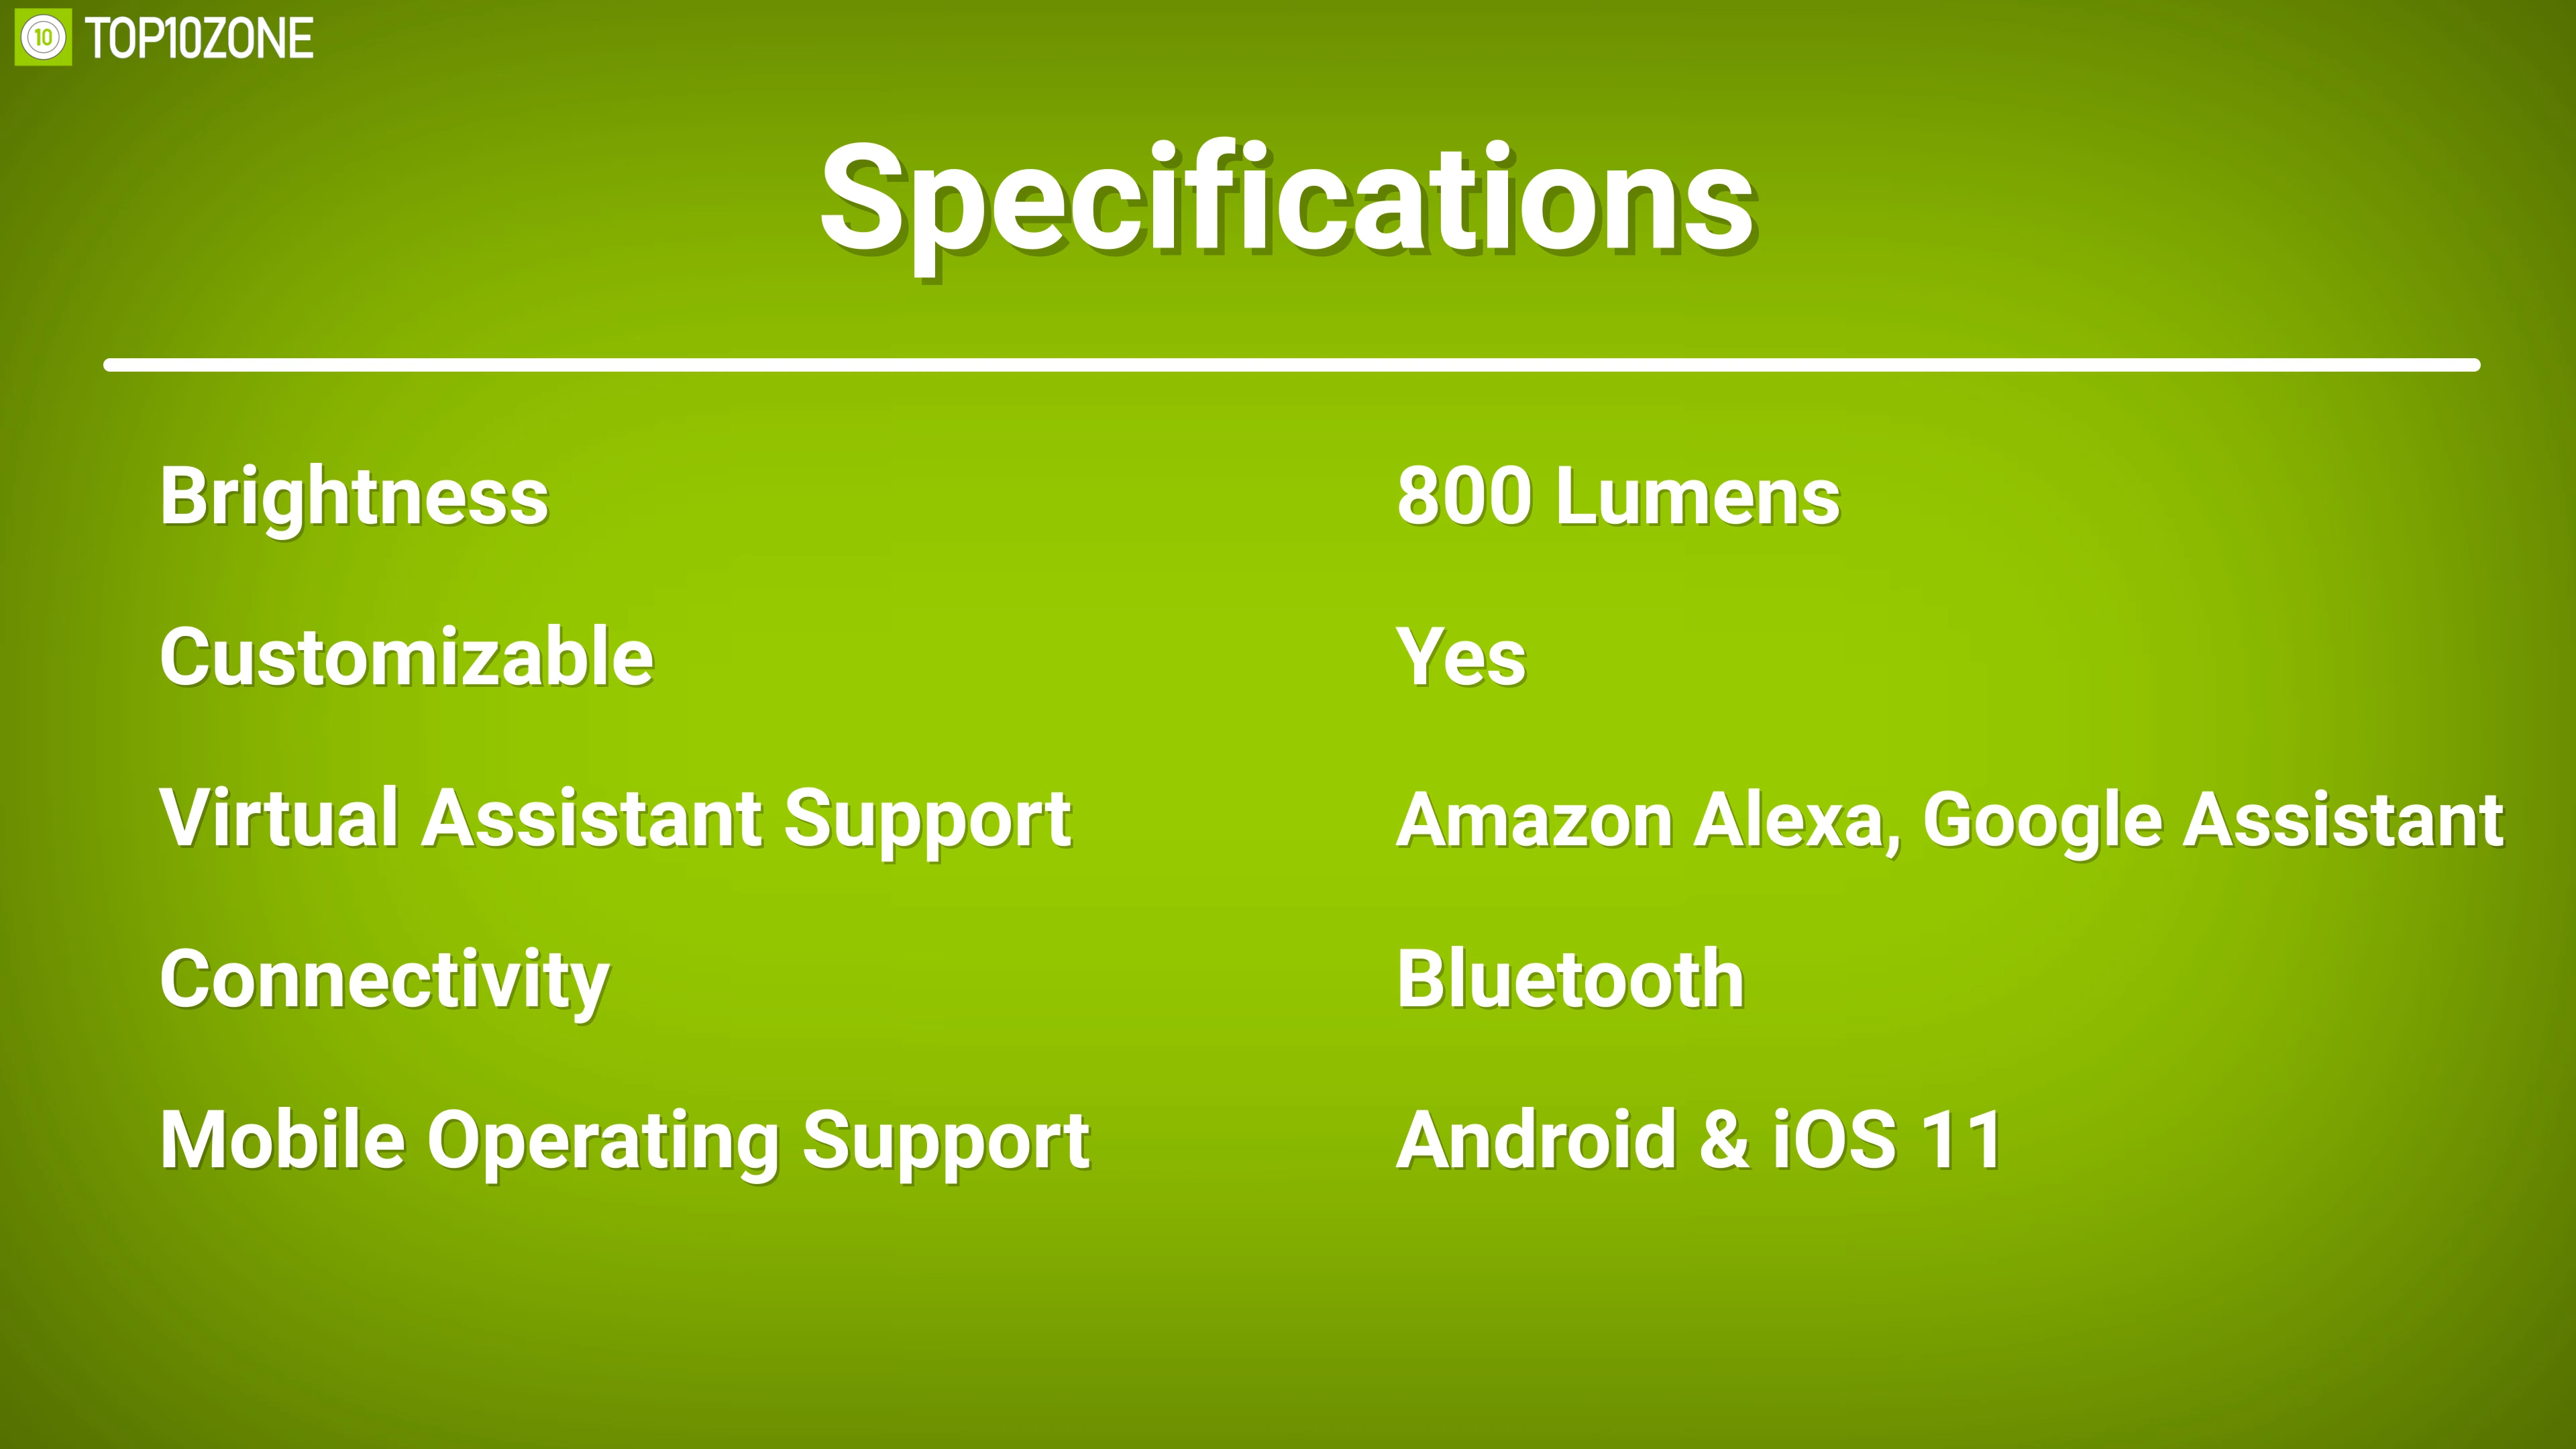 10 TOP10ZONE
Specifications
Brightness 800 Lumens
Customizable Yes
Virtual Assistant Support Amazon Alexa, Google Assistant
Connectivity Bluetooth
Mobile Operating Support Android & iOS 11